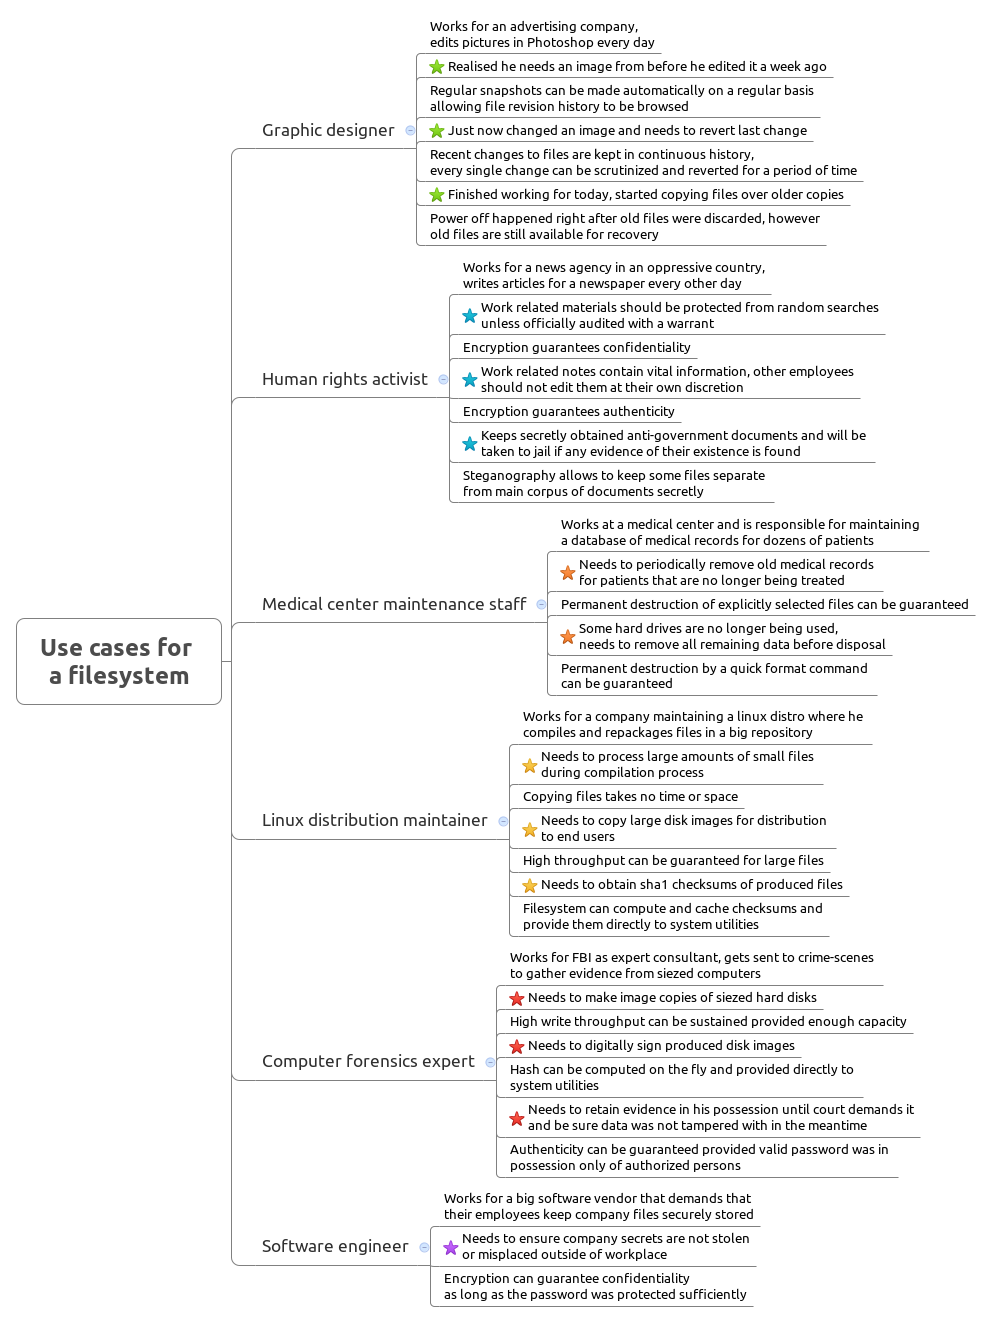 Use cases for
a filesystem
Graphic designer
Works for an advertising company,
edits pictures in Photoshop every day
Realised he needs an image from before he edited it a week ago
Regular snapshots can be made automatically on a regular basis
allowing file revision history to be browsed
Just now changed an image and needs to revert last change
Recent changes to files are kept in continuous history,
every single change can be scrutinized and reverted for a period of time
Finished working for today, started copying files over older copies
Power off happened right after old files were discarded, however
old files are still available for recovery
Human rights activist
Works for a news agency in an oppressive country,
writes articles for a newspaper every other day
Work related materials should be protected from random searches
unless officially audited with a warrant
Encryption guarantees confidentiality
Work related notes contain vital information, other employees
should not edit them at their own discretion
Encryption guarantees authenticity
Keeps secretly obtained anti-government documents and will be
taken to jail if any evidence of their existence is found
Steganography allows to keep some files separate
from main corpus of documents secretly
Medical center maintenance staff
Works at a medical center and is responsible for maintaining
a database of medical records for dozens of patients
Needs to periodically remove old medical records
for patients that are no longer being treated
Permanent destruction of explicitly selected files can be guaranteed
Some hard drives are no longer being used,
needs to remove all remaining data before disposal
Permanent destruction by a quick format command
can be guaranteed
Linux distribution maintainer
Works for a company maintaining a linux distro where he
compiles and repackages files in a big repository
Needs to process large amounts of small files
during compilation process
Copying files takes no time or space
Needs to copy large disk images for distribution
to end users
High throughput can be guaranteed for large files
Needs to obtain sha1 checksums of produced files
Filesystem can compute and cache checksums and
provide them directly to system utilities
Computer forensics expert
Works for FBI as expert consultant, gets sent to crime-scenes
to gather evidence from siezed computers
Needs to make image copies of siezed hard disks
High write throughput can be sustained provided enough capacity
Needs to digitally sign produced disk images
Hash can be computed on the fly and provided directly to
system utilities
Needs to retain evidence in his possession until court demands it
and be sure data was not tampered with in the meantime
Authenticity can be guaranteed provided valid password was in
possession only of authorized persons
Software engineer
Works for a big software vendor that demands that
their employees keep company files securely stored
Needs to ensure company secrets are not stolen
or misplaced outside of workplace
Encryption can guarantee confidentiality
as long as the password was protected sufficiently